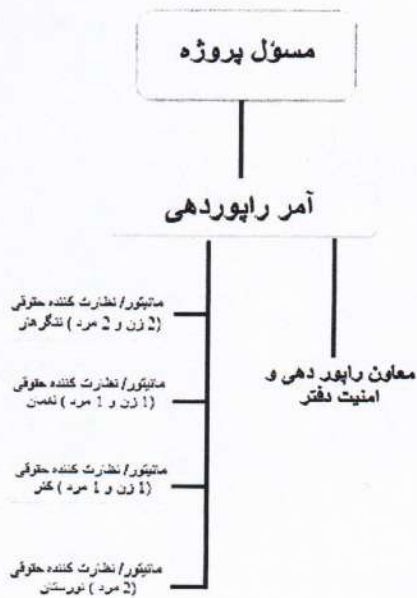 مسؤل پروژه
آمر راپوردهی
مانیتور/ نظارت کننده حقوقی
(2 زن و 2 مرد ) ننگرهار
معاون راپور دهی و
امنیت دفتر
مانیتور/ نظارت کننده حقوقی
(1 زن و 1 مرد ) لغمان
مانیتور/ نظارت کننده حقوقی
(1 زن و 1 مرد ) کنر
مانیتور/ نظارت کننده حقوقی
(2 مرد ) نورستان